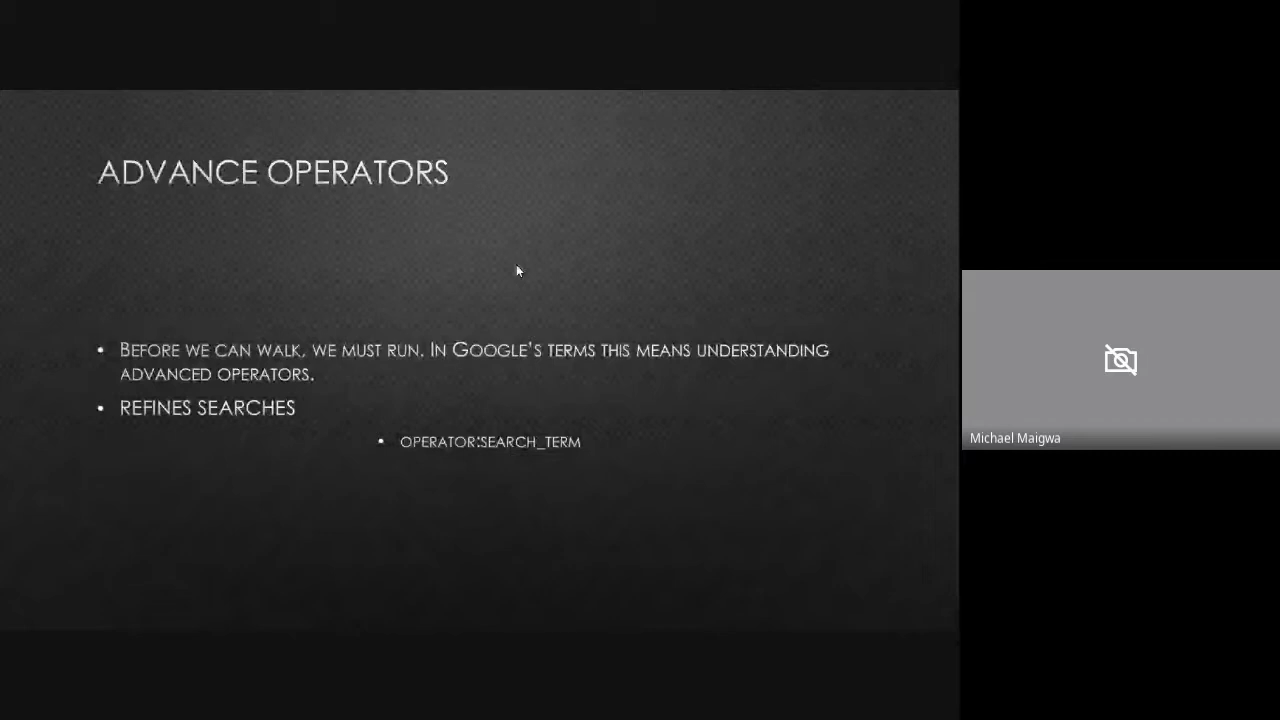 ADVANCE OPERATORS
• BEFORE WE CAN WALK, WE MUST RUN. IN GOOGLE'S TERMS THIS MEANS UNDERSTANDING
ADVANCED OPERATORS.
• REFINES SEARCHES
• OPERATOR:SEARCH_TERM
Michael Maigwa